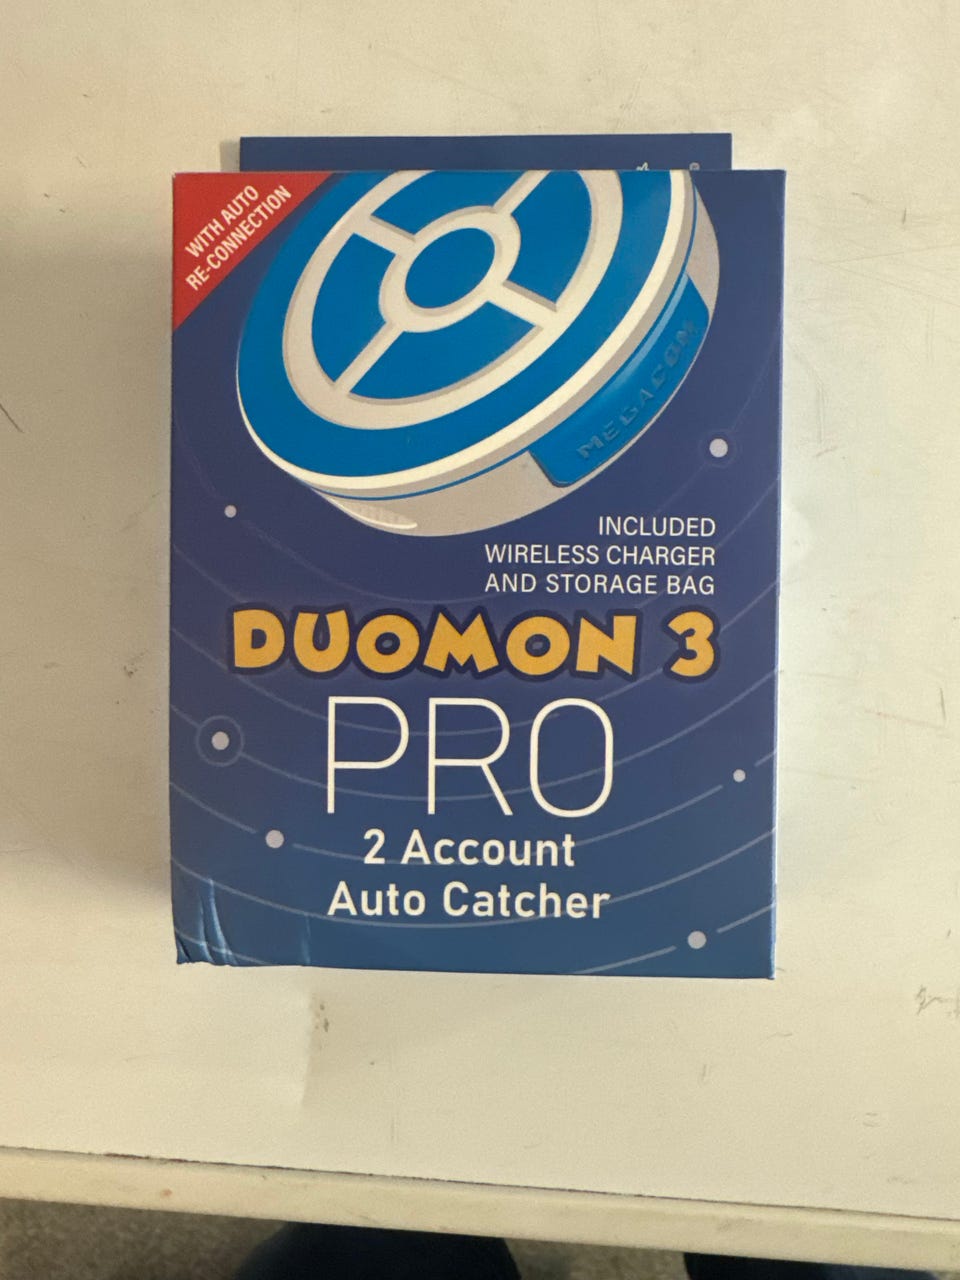 WITH AUTO
RE-CONNECTION
MEGACOM
INCLUDED
WIRELESS CHARGER
AND STORAGE BAG
DUOMON 3
PRO
2 Account
Auto Catcher